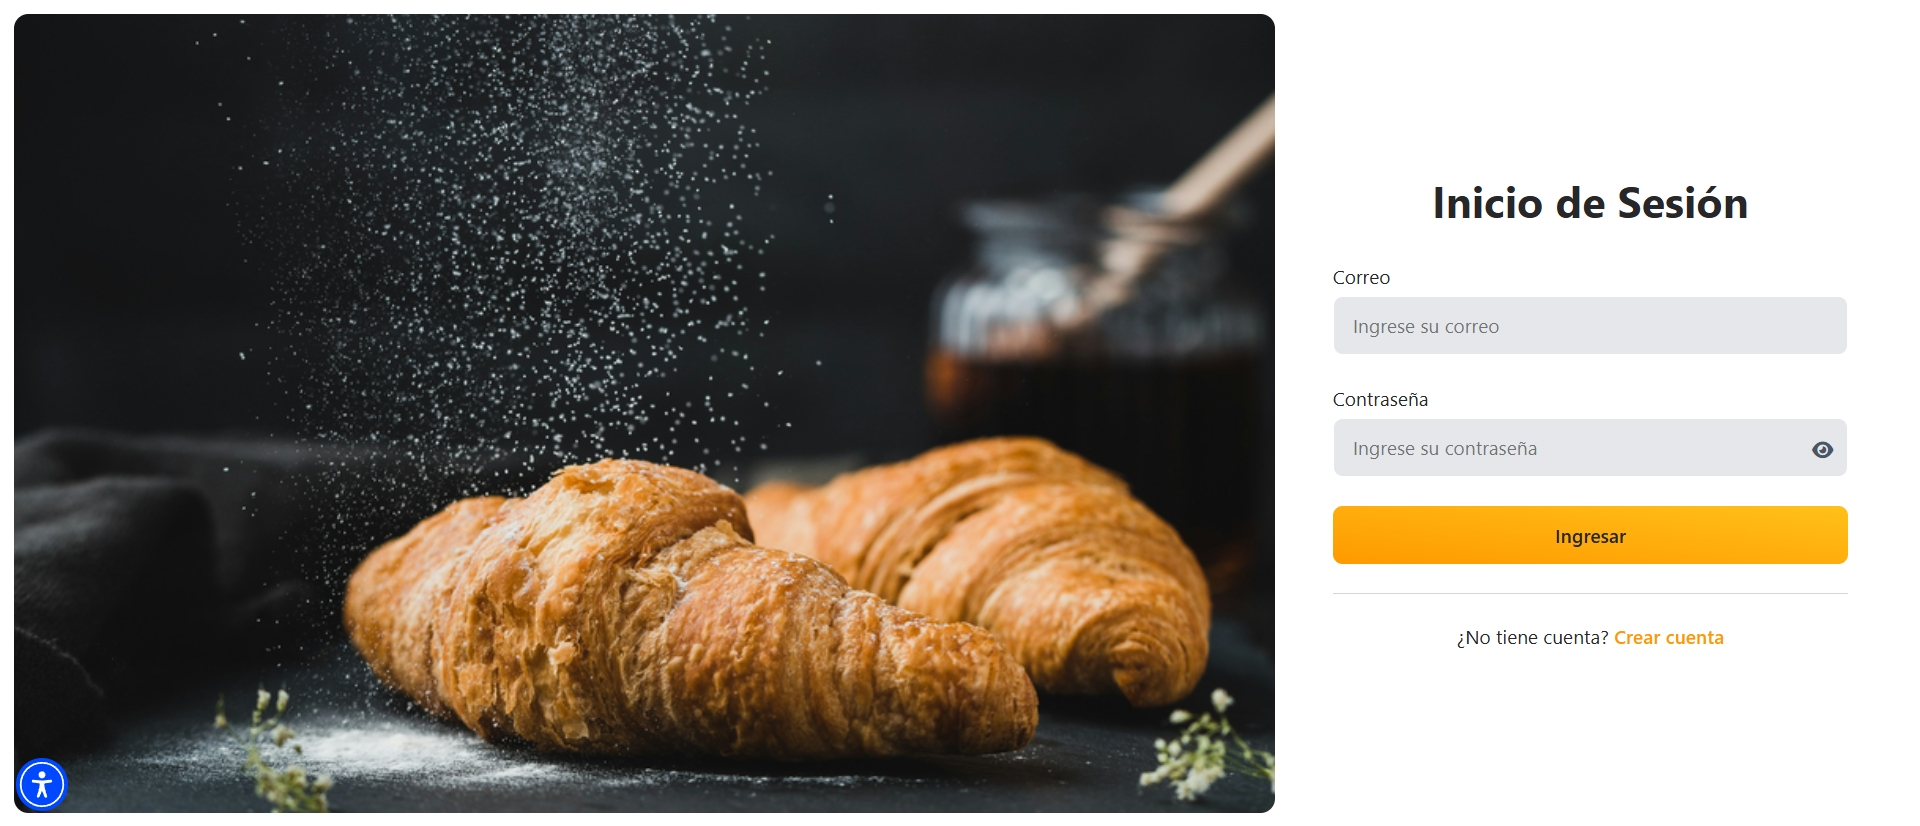 Inicio de Sesión
Correo
Ingrese su correo
Contraseña
Ingrese su contraseña
Ingresar
¿No tiene cuenta? Crear cuenta